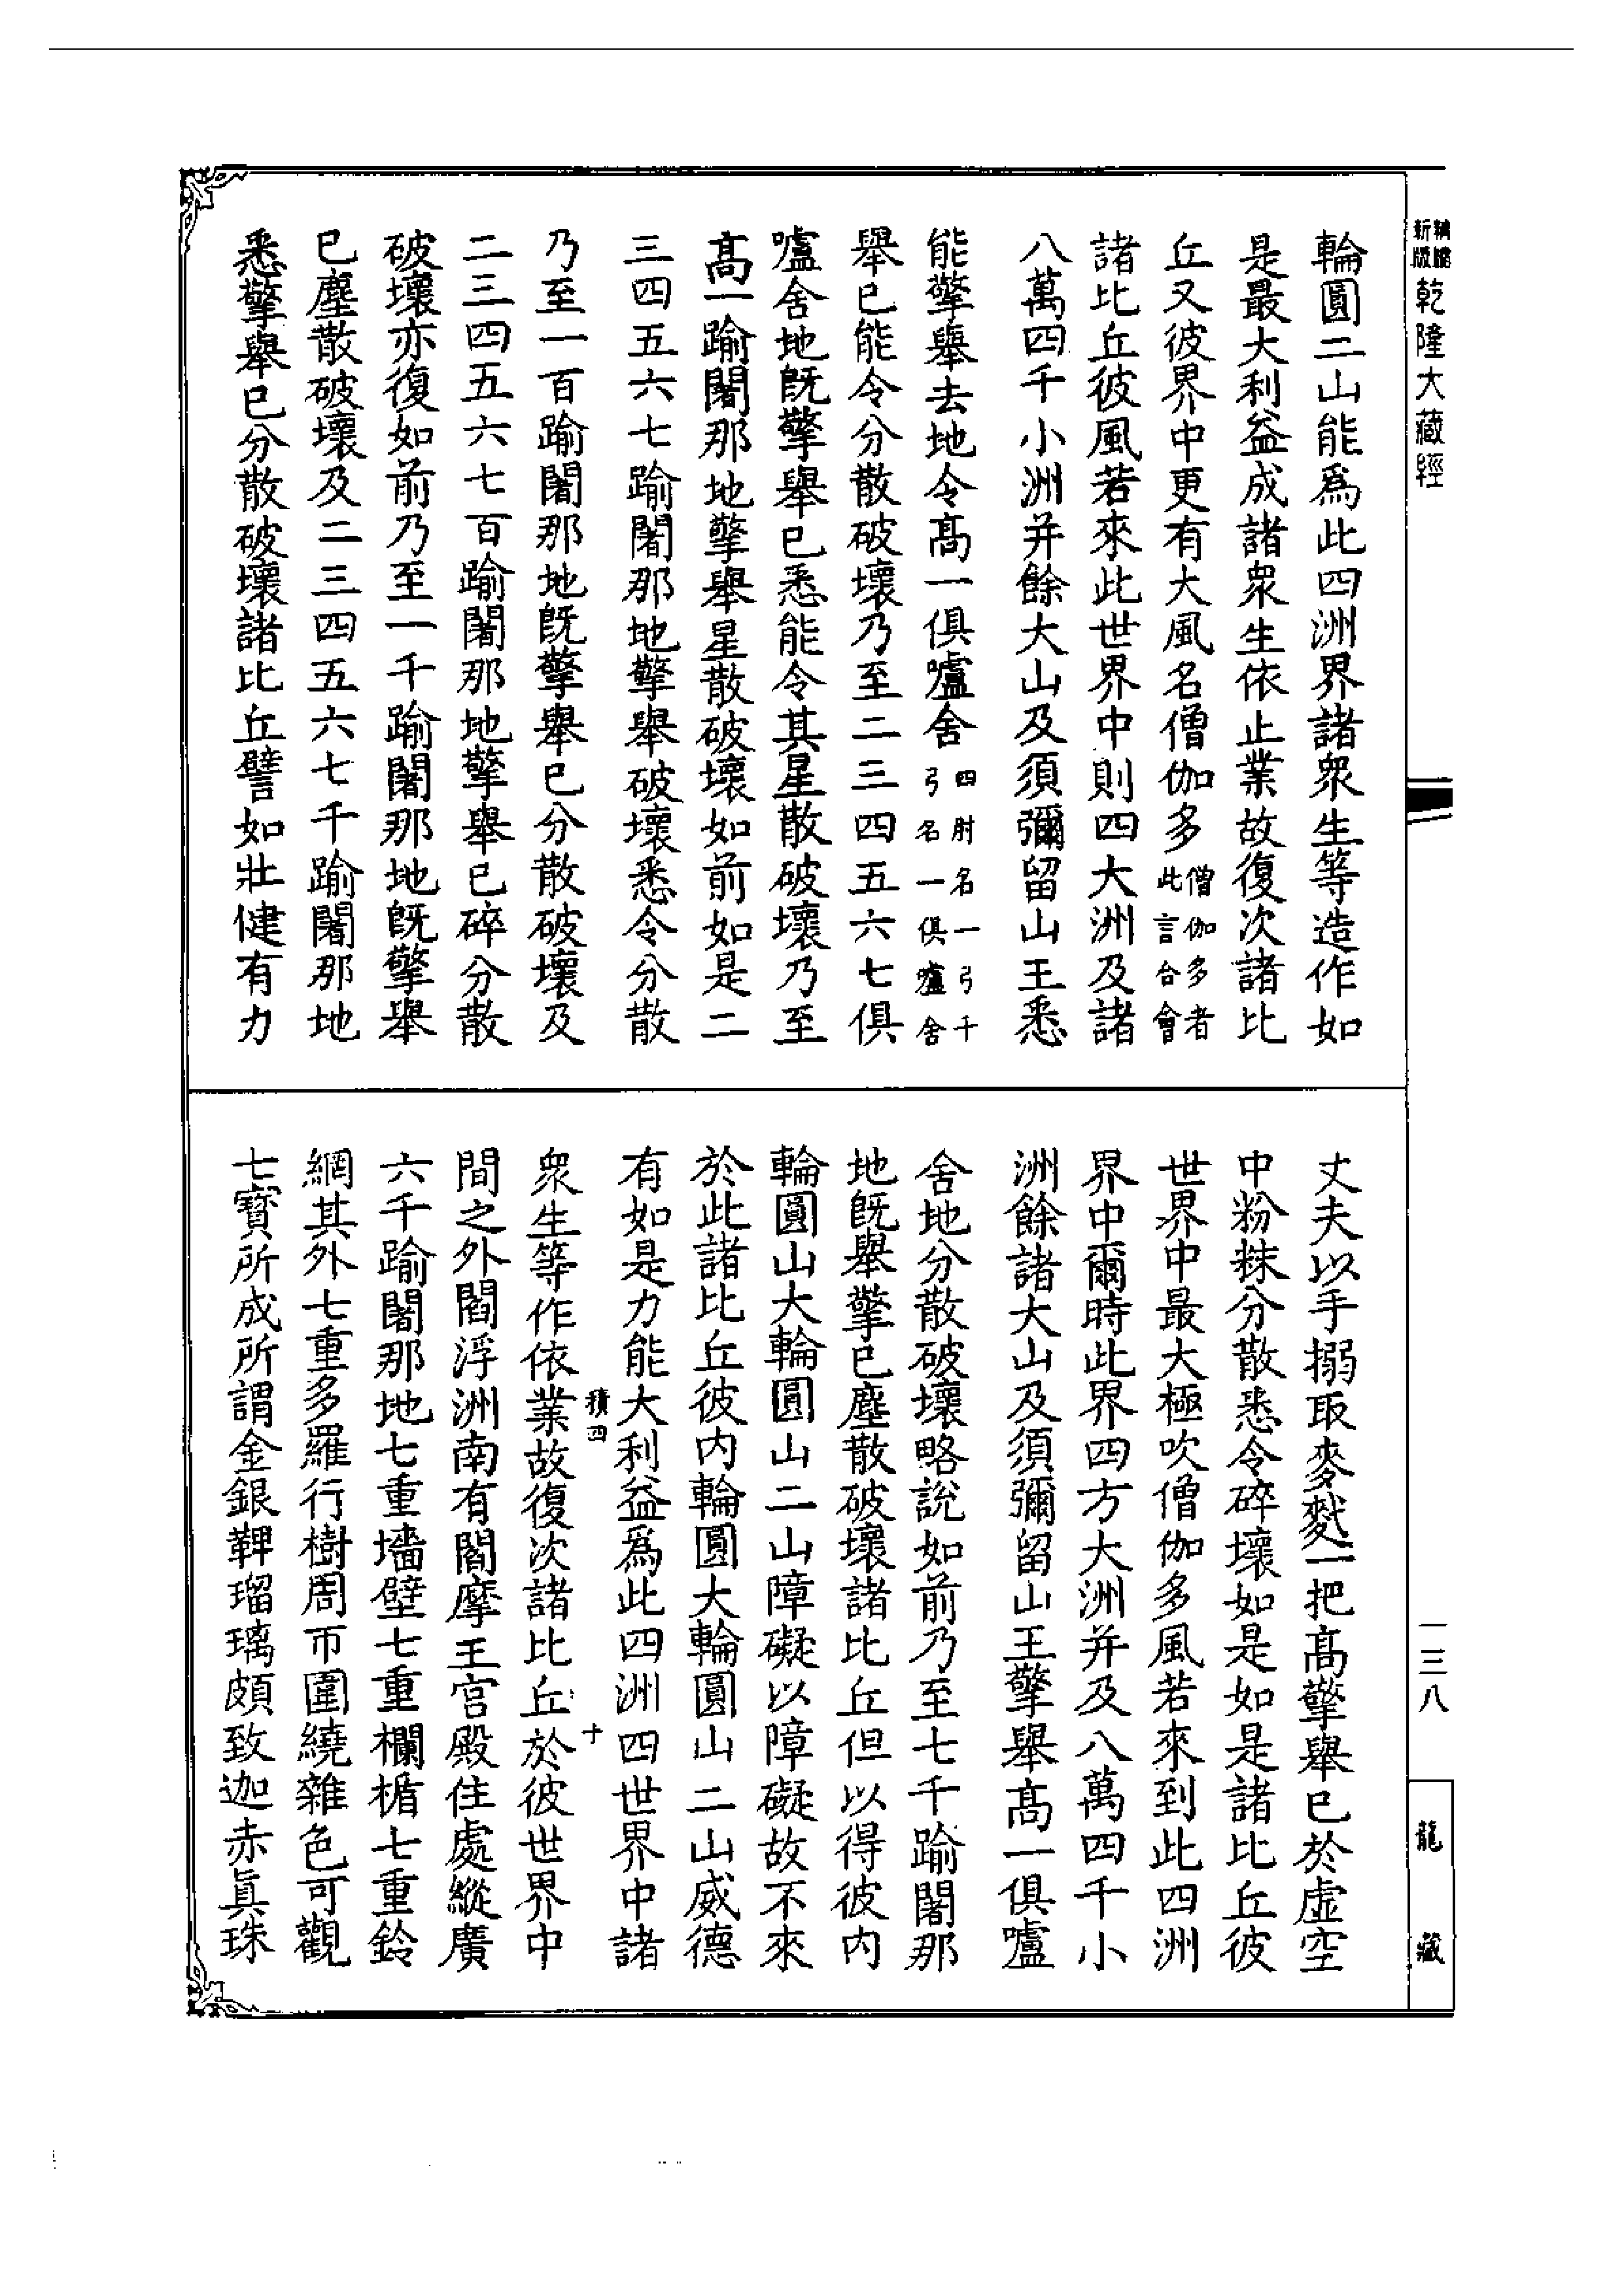 新版
精縮
乾隆大藏經
輪圓二山能爲此四洲界諸衆生等造作如
是最大利益成諸衆生依止業故復次諸比
丘又彼界中更有大風名僧伽多僧伽多者此言合會
諸比丘彼風若來此世界中則四大洲及諸
八萬四千小洲并餘大山及須彌留山王悉
能擎舉去地令高一俱嚧舍四肘名一弓千弓名一俱嚧舍
舉已能令分散破壞乃至二三四五六七俱
嚧舍地旣擎舉已悉能令其星散破壞乃至
高一踰闍那地擎舉星散破壞如前如是二
三四五六七踰闍那地擎舉破壞悉令分散
乃至一百踰闍那地旣擎舉已分散破壞及
二三四五六七百踰闍那地擎舉已碎分散
破壞亦復如前乃至一千踰闍那地旣擎舉
已塵散破壞及二三四五六七千踰闍那地
悉擎舉已分散破壞諸比丘譬如壯健有力
丈夫以手搦取麥麨一把高擎舉已於虛空
中粉粖分散悉令碎壞如是如是諸比丘彼
世界中最大極吹僧伽多風若來到此四洲
界中爾時此界四方大洲并及八萬四千小
洲餘諸大山及須彌留山王擎舉高一俱嚧
舍地分散破壞略說如前乃至七千踰闍那
地旣舉擎已塵散破壞諸比丘但以得彼內
輪圓山大輪圓山二山障礙以障礙故不來
於此諸比丘彼內輪圓大輪圓山二山威德
有如是力能大利益爲此四洲四世界中諸
積四 十
衆生等作依業故復次諸比丘於彼世界中
間之外閻浮洲南有閻摩王宮殿住處縱廣
六千踰闍那地七重墻壁七重欄楯七重鈴
網其外七重多羅行樹周帀圍繞雜色可觀
七寶所成所謂金銀鞞瑠璃頗致迦赤眞珠
一三八
龍藏